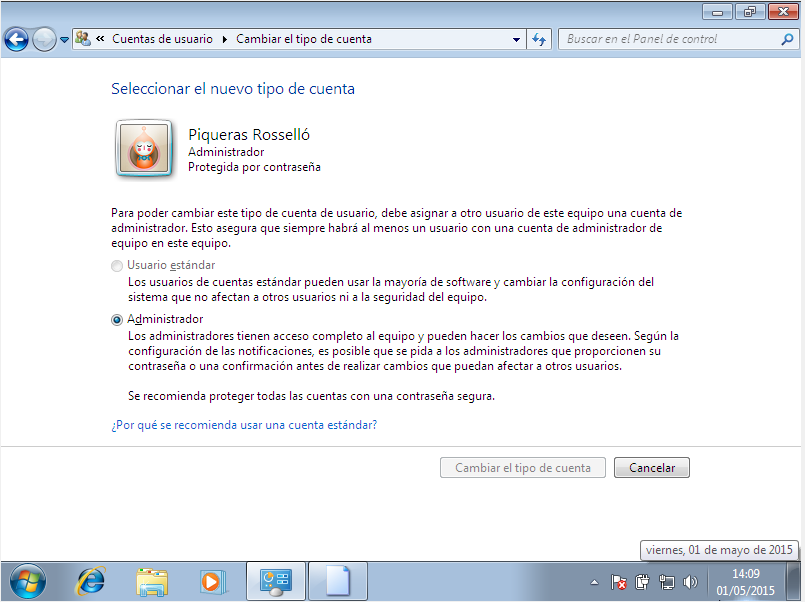 « Cuentas de usuario Cambiar el tipo de cuenta
Buscar en el Panel de control
Seleccionar el nuevo tipo de cuenta
Piqueras Rosselló
Administrador
Protegida por contraseña
Para poder cambiar este tipo de cuenta de usuario, debe asignar a otro usuario de este equipo una cuenta de
administrador. Esto asegura que siempre habrá al menos un usuario con una cuenta de administrador de
equipo en este equipo.
Usuario estándar
Los usuarios de cuentas estándar pueden usar la mayoría de software y cambiar la configuración del
sistema que no afectan a otros usuarios ni a la seguridad del equipo.
Administrador
Los administradores tienen acceso completo al equipo y pueden hacer los cambios que deseen. Según la
configuración de las notificaciones, es posible que se pida a los administradores que proporcionen su
contraseña o una confirmación antes de realizar cambios que puedan afectar a otros usuarios.
Se recomienda proteger todas las cuentas con una contraseña segura.
¿Por qué se recomienda usar una cuenta estándar?
Cambiar el tipo de cuenta
Cancelar
viernes, 01 de mayo de 2015
14:09
01/05/2015